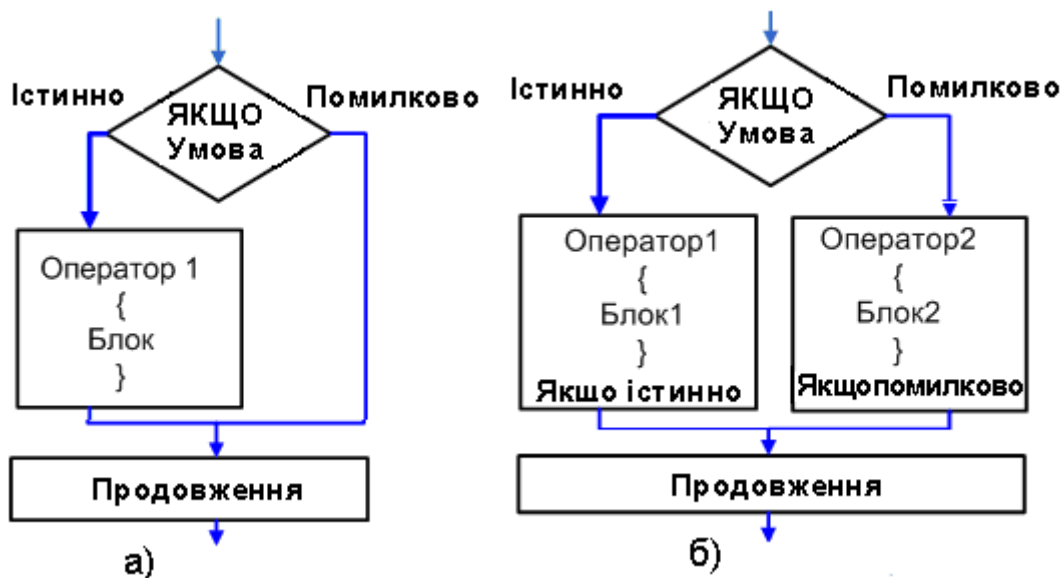 Істинно
Помилково
ЯКЩО
Умова
Оператор 1
{
Блок
}
Продовження
а)
Істинно
Помилково
ЯКЩО
Умова
Оператор1
{
Блок1
}
Якщо істинно
Оператор2
{
Блок2
}
Якщопомилково
Продовження
б)